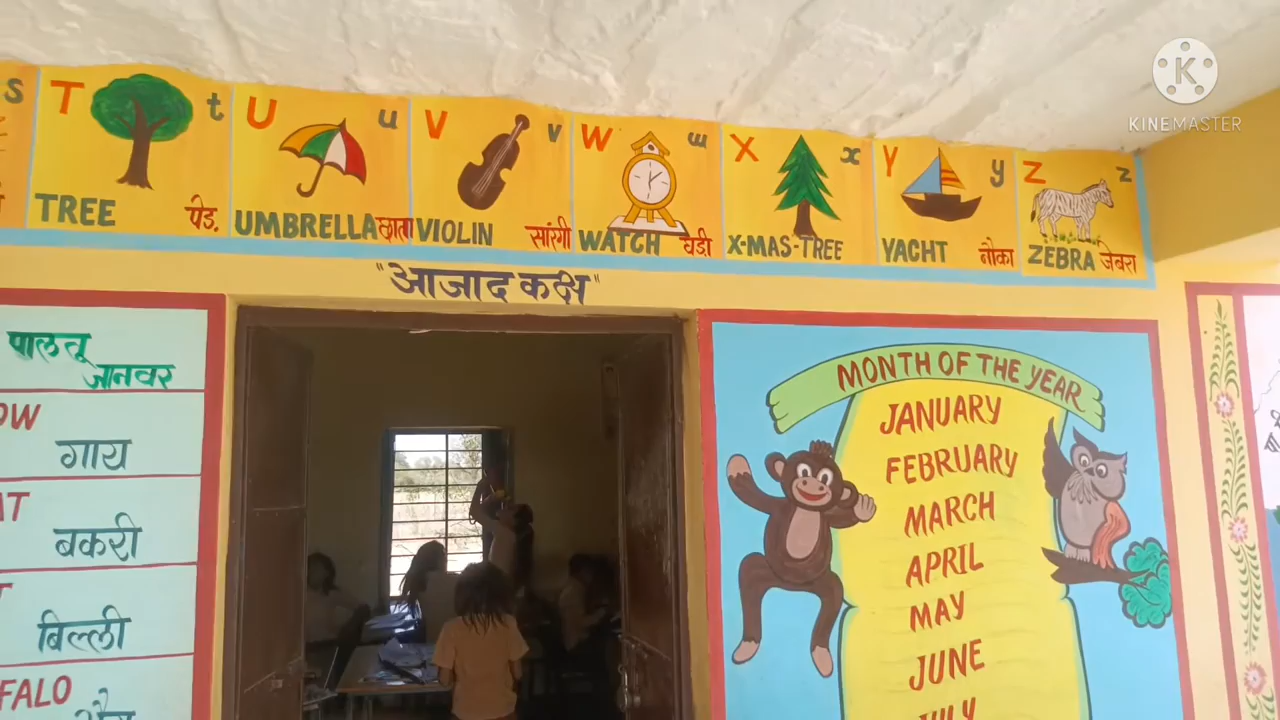 s
T t
TREE पेड़.
U u
UMBRELLA छाता
V v
VIOLIN सारंगी
W w
WATCH घड़ी
X x
X-MAS-TREE
Y y
YACHT नौका
Z z
ZEBRA जेबरा
"आजाद कक्ष"
पालतू
जानवर
OW
गाय
AT
बकरी
T
बिल्ली
FALO
भैंस
MONTH OF THE YEAR
JANUARY
FEBRUARY
MARCH
APRIL
MAY
JUNE
JULY
K
KINEMASTER